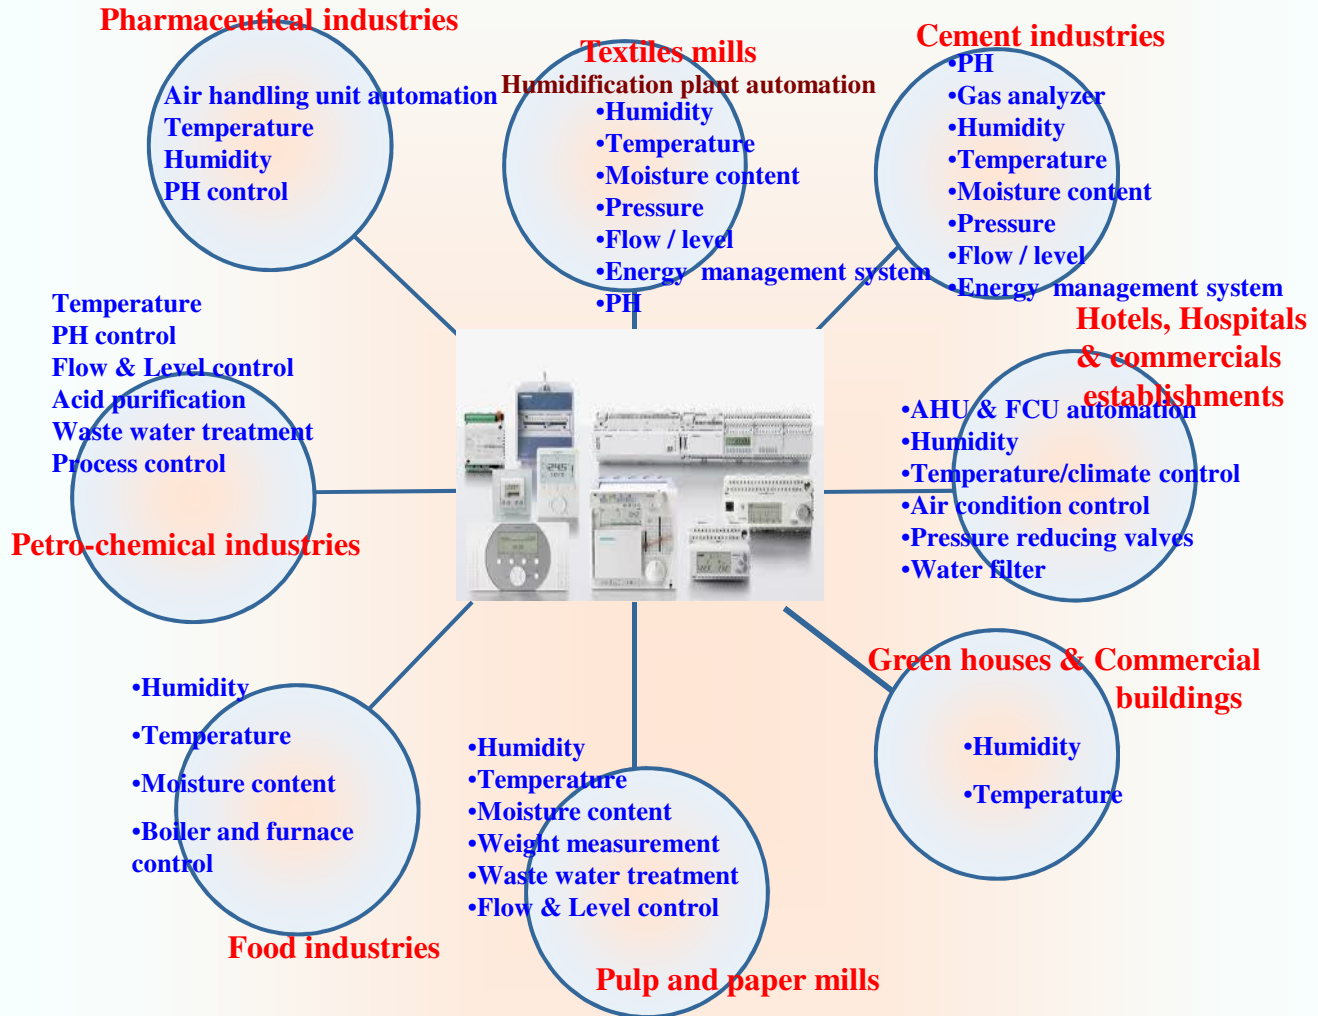 Pharmaceutical industries
Air handling unit automation
Temperature
Humidity
PH control
Textiles mills
Humidification plant automation
•Humidity
•Temperature
•Moisture content
•Pressure
•Flow / level
•Energy  management system
•PH
Cement industries
•PH
•Gas analyzer
•Humidity
•Temperature
•Moisture content
•Pressure
•Flow / level
•Energy  management system
Temperature
PH control
Flow & Level control
Acid purification
Waste water treatment
Process control
Petro-chemical industries
Hotels, Hospitals
& commercials
establishments
•AHU & FCU automation
•Humidity
•Temperature/climate control
•Air condition control
•Pressure reducing valves
•Water filter
•Humidity
•Temperature
•Moisture content
•Boiler and furnace
control
Food industries
•Humidity
•Temperature
•Moisture content
•Weight measurement
•Waste water treatment
•Flow & Level control
Pulp and paper mills
Green houses & Commercial
buildings
•Humidity
•Temperature